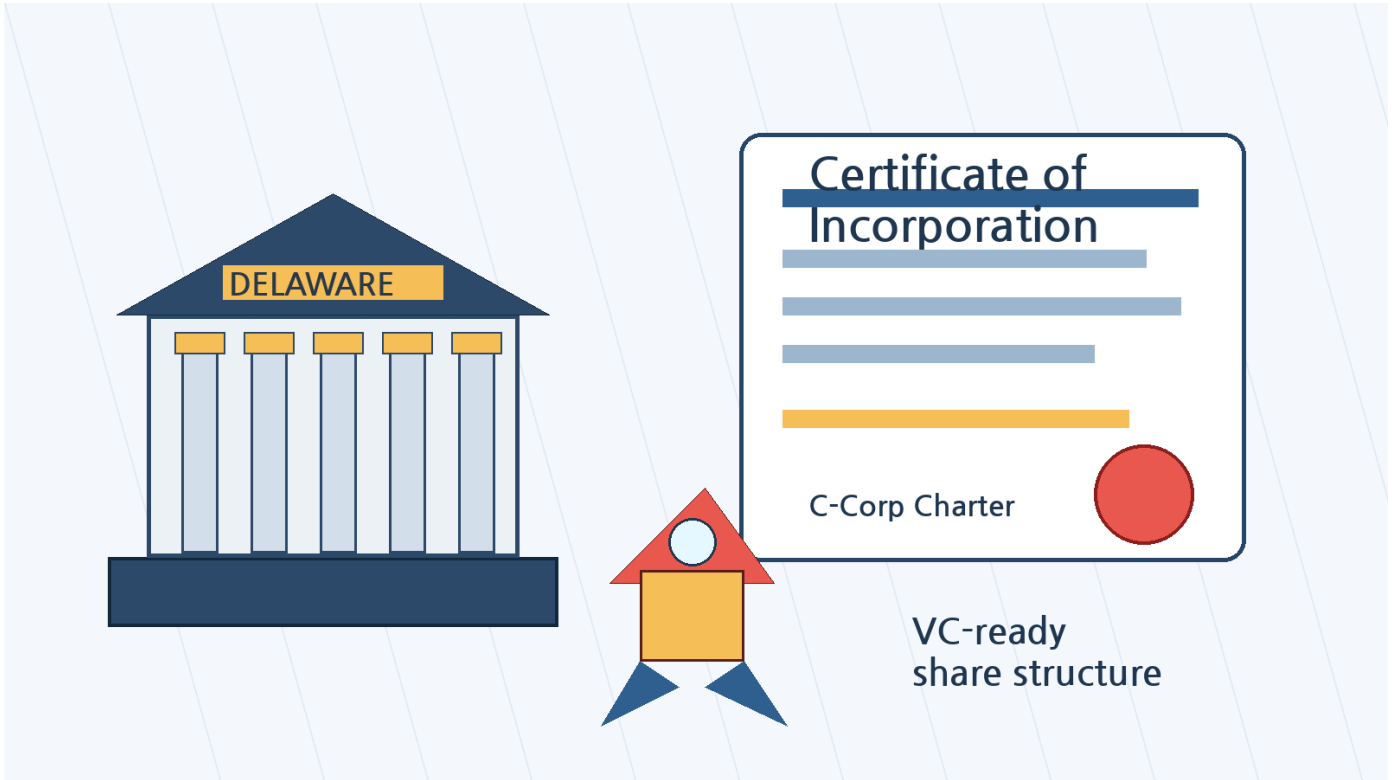 DELAWARE
Certificate of
Incorporation
C-Corp Charter
VC-ready
share structure